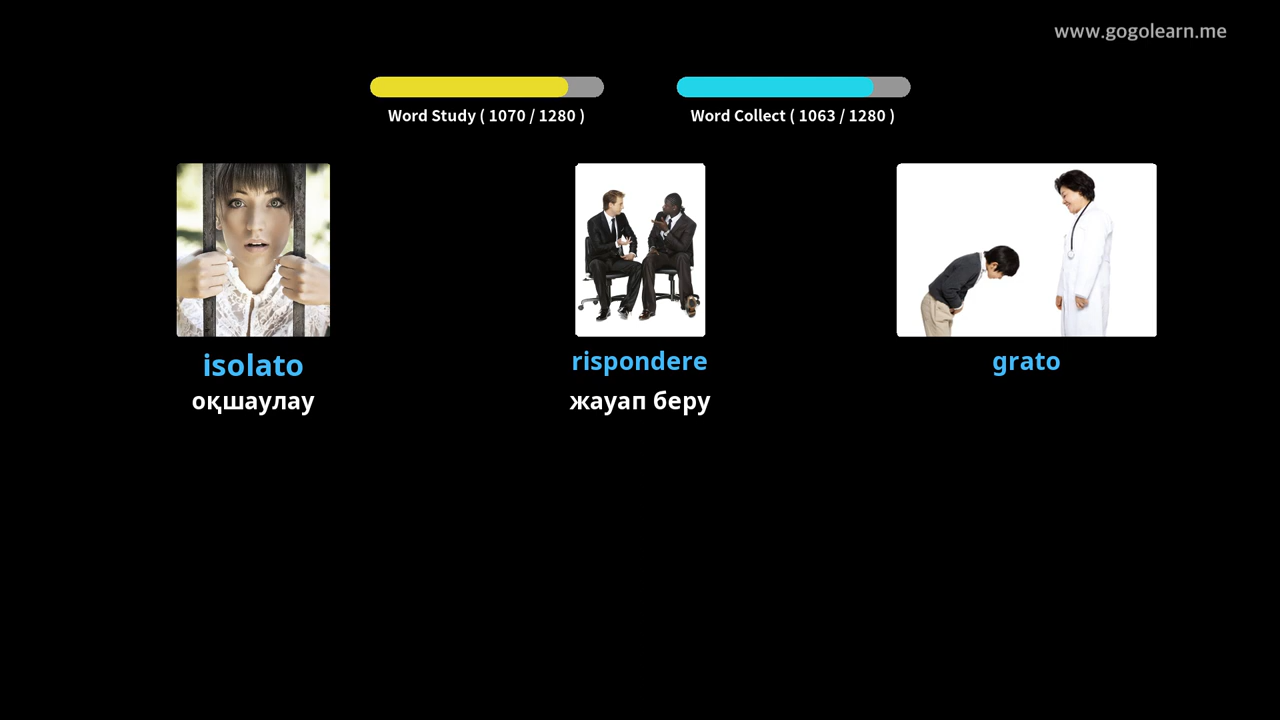 www.gogolearn.me
Word Study ( 1070 / 1280 )
Word Collect ( 1063 / 1280 )
isolato
оқшаулау
rispondere
жауап беру
grato